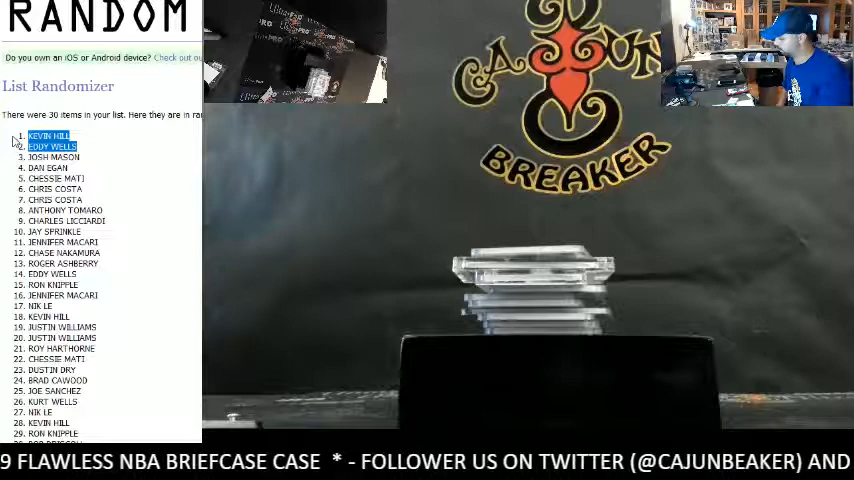 RANDOM
Do you own an iOS or Android device? Check out ou
List Randomizer
There were 30 items in your list. Here they are in ra
1. KEVIN HILL
2. EDDY WELLS
3. JOSH MASON
4. DAN EGAN
5. CHESSIE MATI
6. CHRIS COSTA
7. CHRIS COSTA
8. ANTHONY TOMARO
9. CHARLES LICCIARDI
10. JAY SPRINKLE
11. JENNIFER MACARI
12. CHASE NAKAMURA
13. ROGER ASHBERRY
14. EDDY WELLS
15. RON KNIPPLE
16. JENNIFER MACARI
17. NIK LE
18. KEVIN HILL
19. JUSTIN WILLIAMS
20. JUSTIN WILLIAMS
21. ROY HARTHORNE
22. CHESSIE MATI
23. DUSTIN DRY
24. BRAD CAWOOD
25. JOE SANCHEZ
26. KURT WELLS
27. NIK LE
28. KEVIN HILL
29. RON KNIPPLE
CAJUN
BREAKER
9 FLAWLESS NBA BRIEFCASE CASE * - FOLLOWER US ON TWITTER (@CAJUNBEAKER) AND